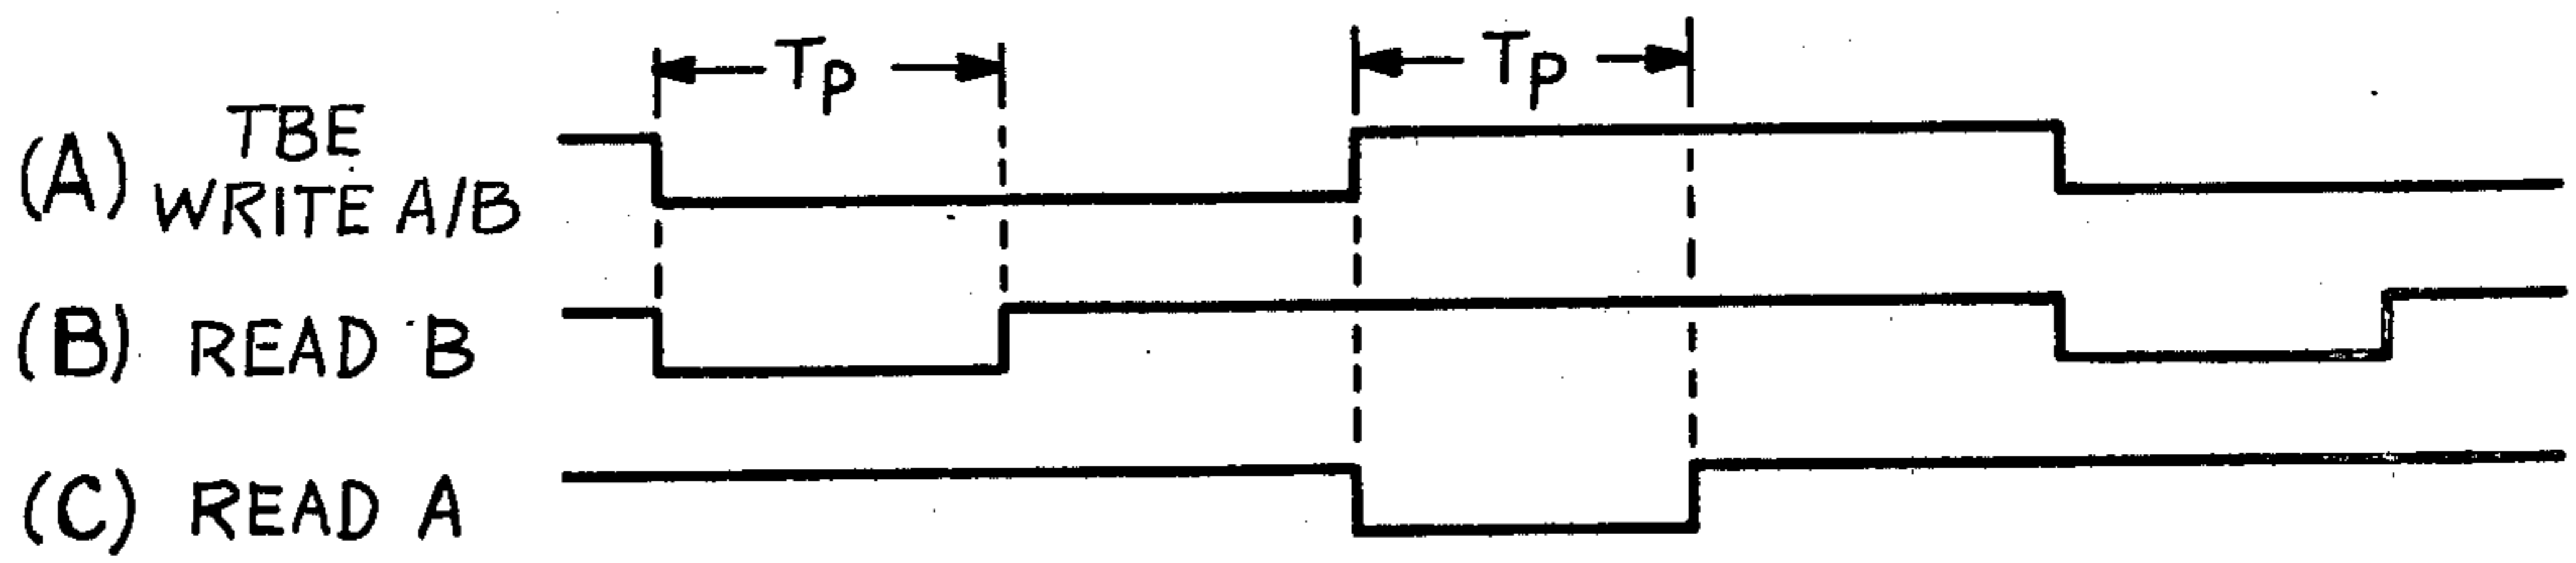 Tp Tp
(A) TBE
WRITE A/B
(B) READ B
(C) READ A